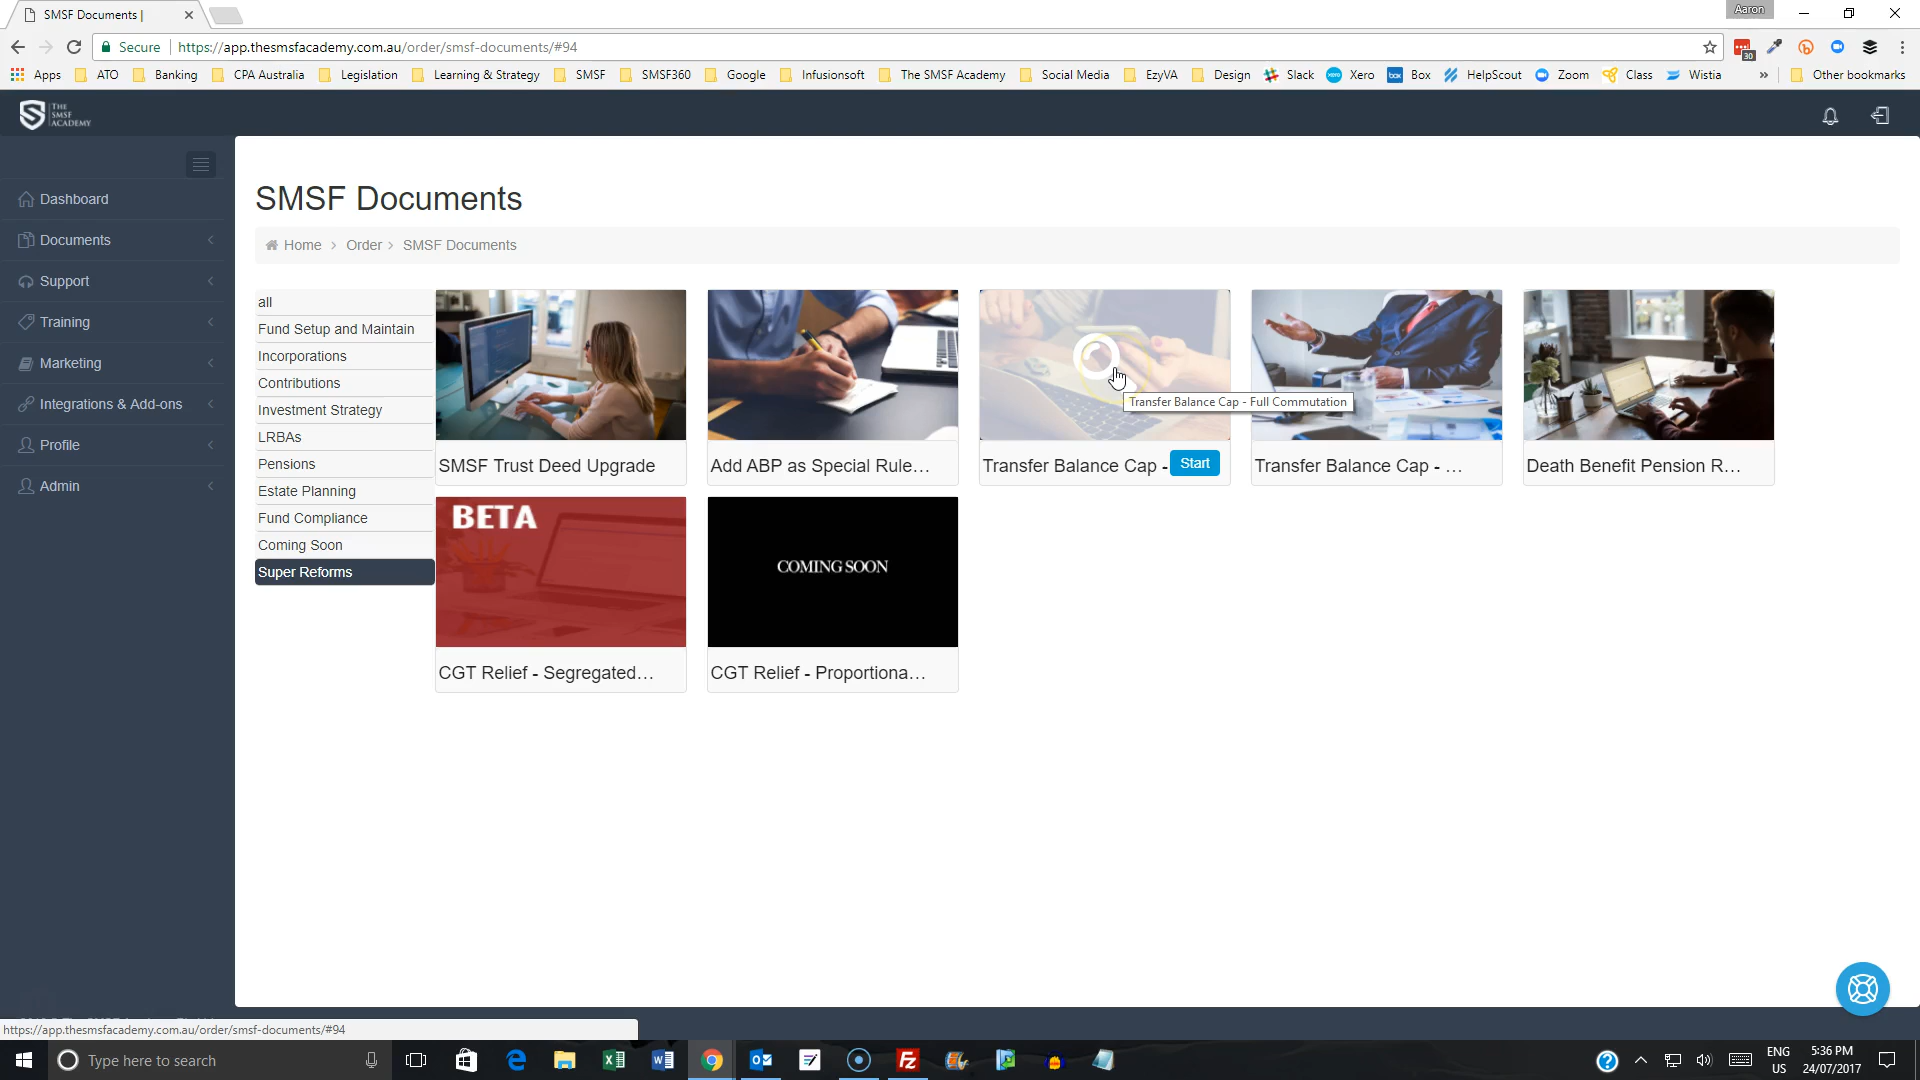 SMSF Documents |
Aaron
Secure
https://app.thesmsfacademy.com.au/order/smsf-documents/#94
30
Apps
ATO
Banking
CPA Australia
Legislation
Learning & Strategy
SMSF
SMSF360
Google
Infusionsoft
The SMSF Academy
Social Media
EzyVA
Design
Slack
Xero
Box
HelpScout
Zoom
Class
Wistia
»
Other bookmarks
THE
SMSF
ACADEMY
Dashboard
Documents
Support
Training
Marketing
Integrations & Add-ons
Profile
Admin
SMSF Documents
Home
Order
SMSF Documents
all
Fund Setup and Maintain
Incorporations
Contributions
Investment Strategy
LRBAs
Pensions
Estate Planning
Fund Compliance
Coming Soon
Super Reforms
SMSF Trust Deed Upgrade
Add ABP as Special Rule...
Transfer Balance Cap - Full Commutation
Transfer Balance Cap -
Start
Transfer Balance Cap - ...
Death Benefit Pension R...
BETA
CGT Relief - Segregated...
COMING SOON
CGT Relief - Proportiona...
https://app.thesmsfacademy.com.au/order/smsf-documents/#94
Type here to search
ENG
US
5:36 PM
24/07/2017